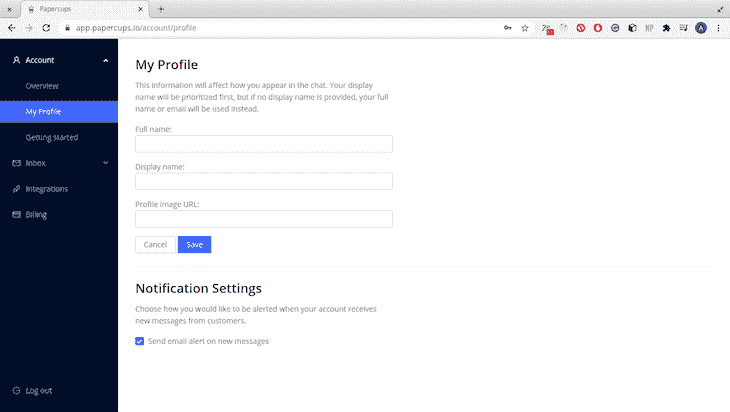 Papercups
app.papercups.io/account/profile
Account
Overview
My Profile
Getting started
Inbox
Integrations
Billing
Log out
My Profile
This information will affect how you appear in the chat. Your display
name will be prioritized first, but if no display name is provided, your full
name or email will be used instead.
Full name:
Display name:
Profile image URL:
Cancel Save
Notification Settings
Choose how you would like to be alerted when your account receives
new messages from customers.
Send email alert on new messages